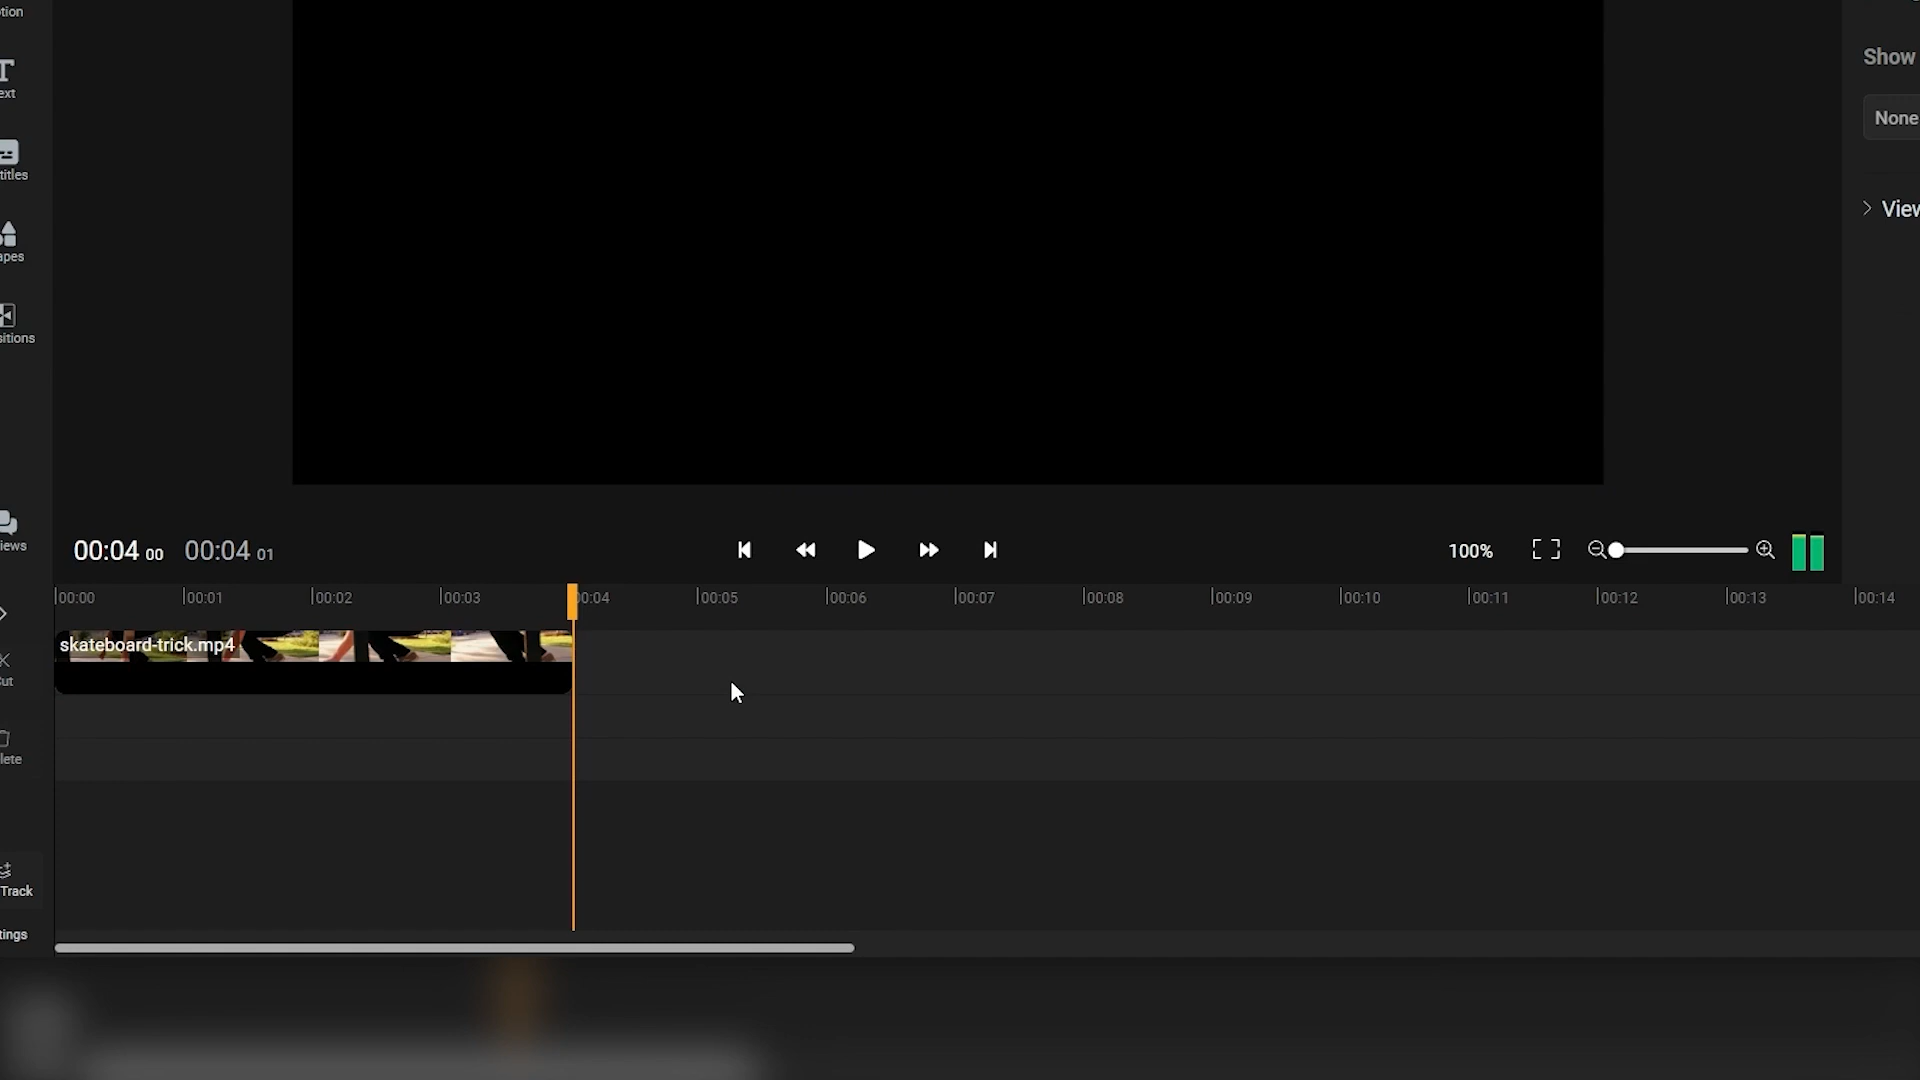 tion
ext
titles
apes
sitions
iews
Cut
lete
Track
tings
Show
None
View
00:04 00 00:04 01
100%
00:00 00:01 00:02 00:03 00:04 00:05 00:06 00:07 00:08 00:09 00:10 00:11 00:12 00:13 00:14
skateboard-trick.mp4